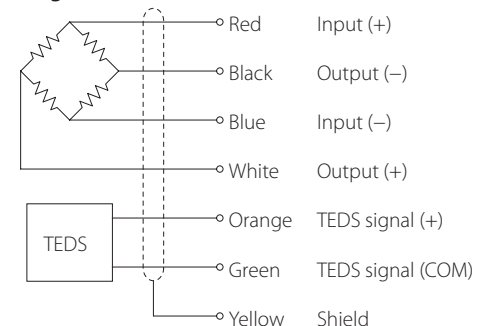 Red Input (+)
Black Output (−)
Blue Input (−)
White Output (+)
Orange TEDS signal (+)
TEDS
Green TEDS signal (COM)
Yellow Shield